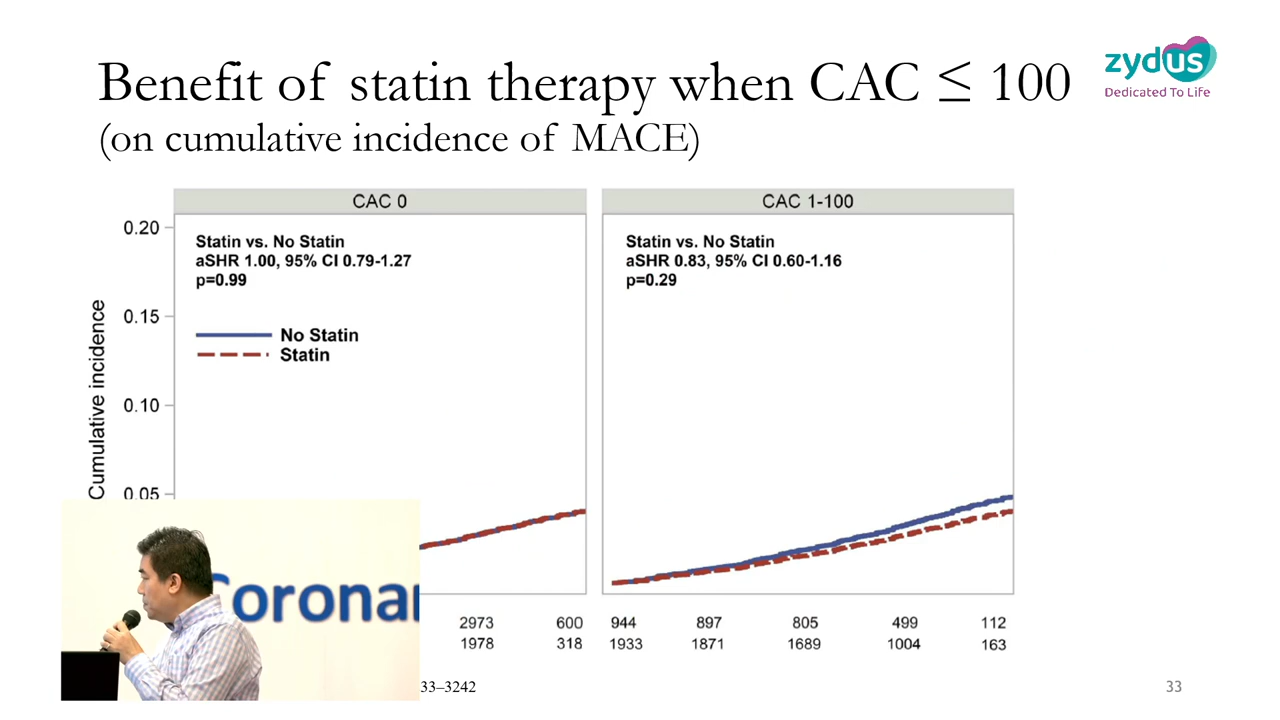 Benefit of statin therapy when CAC ≤ 100
(on cumulative incidence of MACE)
zydus
Dedicated To Life
CAC 0
CAC 1-100
Cumulative incidence
0.20
0.15
0.10
0.05
Statin vs. No Statin
aSHR 1.00, 95% CI 0.79-1.27
p=0.99
No Statin
Statin
Statin vs. No Statin
aSHR 0.83, 95% CI 0.60-1.16
p=0.29
2973 600 944 897 805 499 112
1978 318 1933 1871 1689 1004 163
33–3242
33